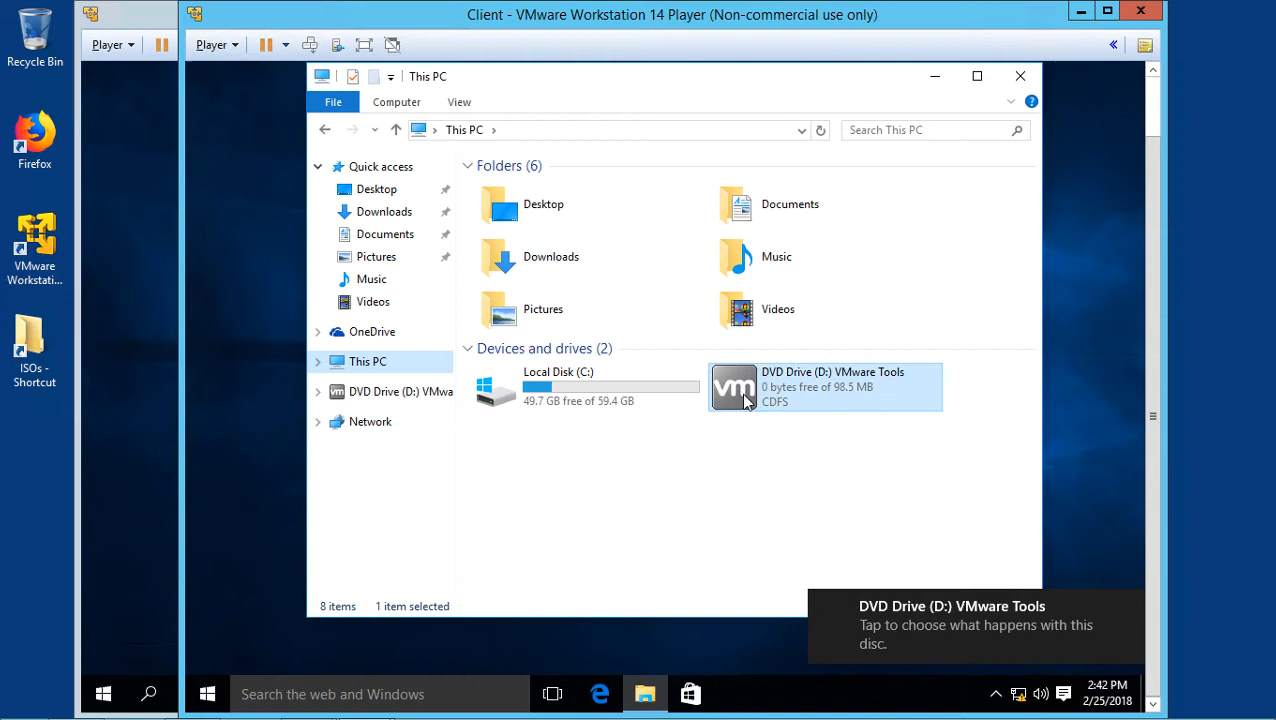 Client - VMware Workstation 14 Player (Non-commercial use only)
Recycle Bin
Firefox
VMware
Workstati...
ISOs -
Shortcut
Player
Player
This PC
File
Computer
View
This PC
Search This PC
Quick access
Desktop
Downloads
Documents
Pictures
Music
Videos
OneDrive
This PC
DVD Drive (D:) VMwa
Network
Folders (6)
Desktop
Documents
Downloads
Music
Pictures
Videos
Devices and drives (2)
Local Disk (C:)
49.7 GB free of 59.4 GB
vm
DVD Drive (D:) VMware Tools
0 bytes free of 98.5 MB
CDFS
8 items
1 item selected
DVD Drive (D:) VMware Tools
Tap to choose what happens with this
disc.
Search the web and Windows
2:42 PM
2/25/2018